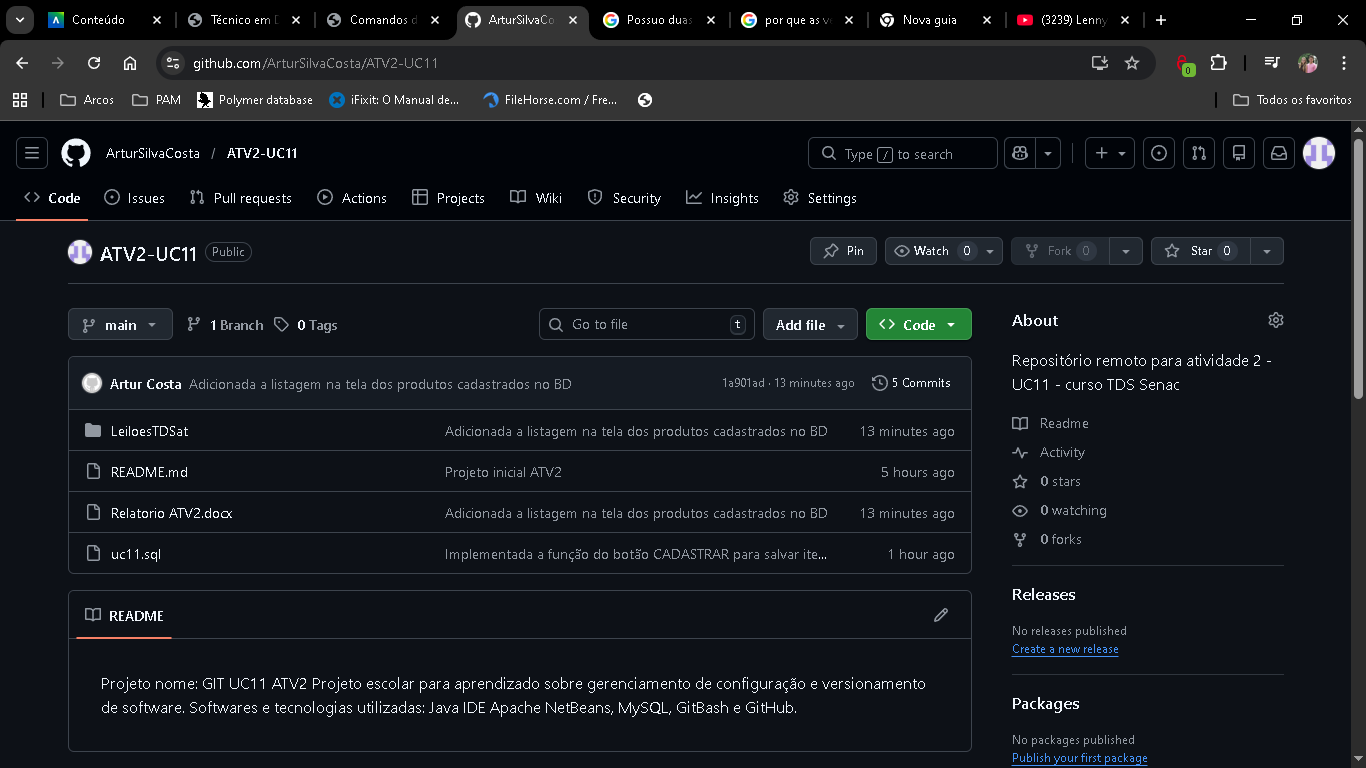 Conteúdo
Técnico em D
Comandos d
ArturSilvaCo
Possuo duas
por que as ve
Nova guia
(3239) Lenny
github.com/ArturSilvaCosta/ATV2-UC11
0
Arcos
PAM
Polymer database
iFixit: O Manual de...
FileHorse.com / Fre...
Todos os favoritos
ArturSilvaCosta / ATV2-UC11
Type / to search
Code
Issues
Pull requests
Actions
Projects
Wiki
Security
Insights
Settings
ATV2-UC11 Public
Pin
Watch 0
Fork 0
Star 0
main
1 Branch
0 Tags
Go to file t
Add file
Code
Artur Costa Adicionada a listagem na tela dos produtos cadastrados no BD 1a901ad · 13 minutes ago 5 Commits
LeiloesTDSat Adicionada a listagem na tela dos produtos cadastrados no BD 13 minutes ago
README.md Projeto inicial ATV2 5 hours ago
Relatorio ATV2.docx Adicionada a listagem na tela dos produtos cadastrados no BD 13 minutes ago
uc11.sql Implementada a função do botão CADASTRAR para salvar ite... 1 hour ago
README
Projeto nome: GIT UC11 ATV2 Projeto escolar para aprendizado sobre gerenciamento de configuração e versionamento
de software. Softwares e tecnologias utilizadas: Java IDE Apache NetBeans, MySQL, GitBash e GitHub.
About
Repositório remoto para atividade 2 -
UC11 - curso TDS Senac
Readme
Activity
0 stars
0 watching
0 forks
Releases
No releases published
Create a new release
Packages
No packages published
Publish your first package